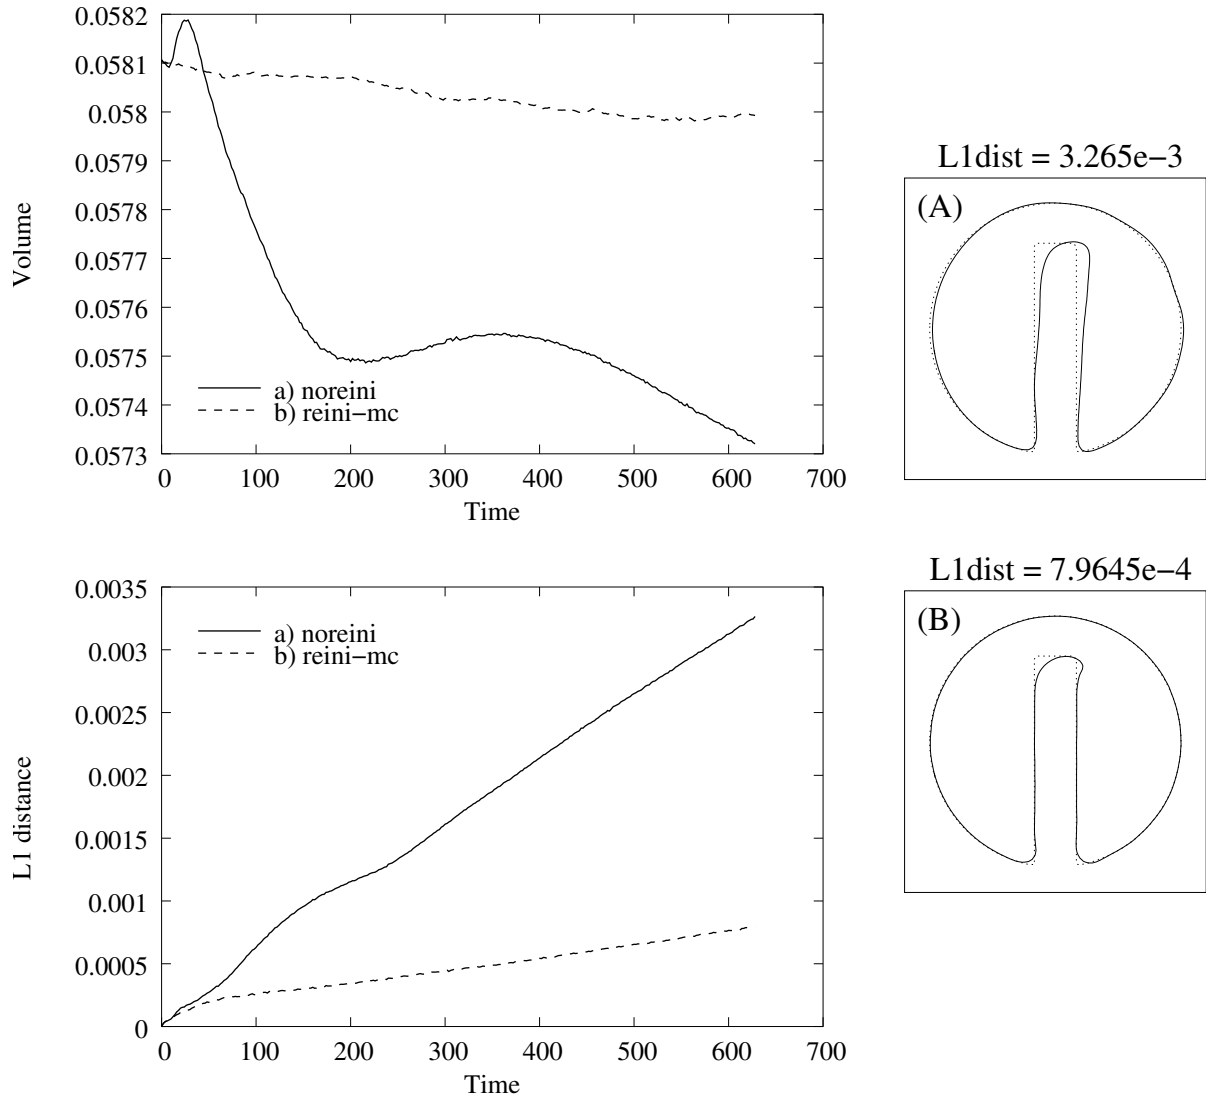 0.0582
0.0581
0.058
0.0579
0.0578
0.0577
0.0576
0.0575
0.0574
0.0573
Volume
a) noreini
b) reini−mc
0 100 200 300 400 500 600 700
Time
L1dist = 3.265e−3
(A)
0.0035
0.003
0.0025
0.002
0.0015
0.001
0.0005
0
L1 distance
a) noreini
b) reini−mc
0 100 200 300 400 500 600 700
Time
L1dist = 7.9645e−4
(B)